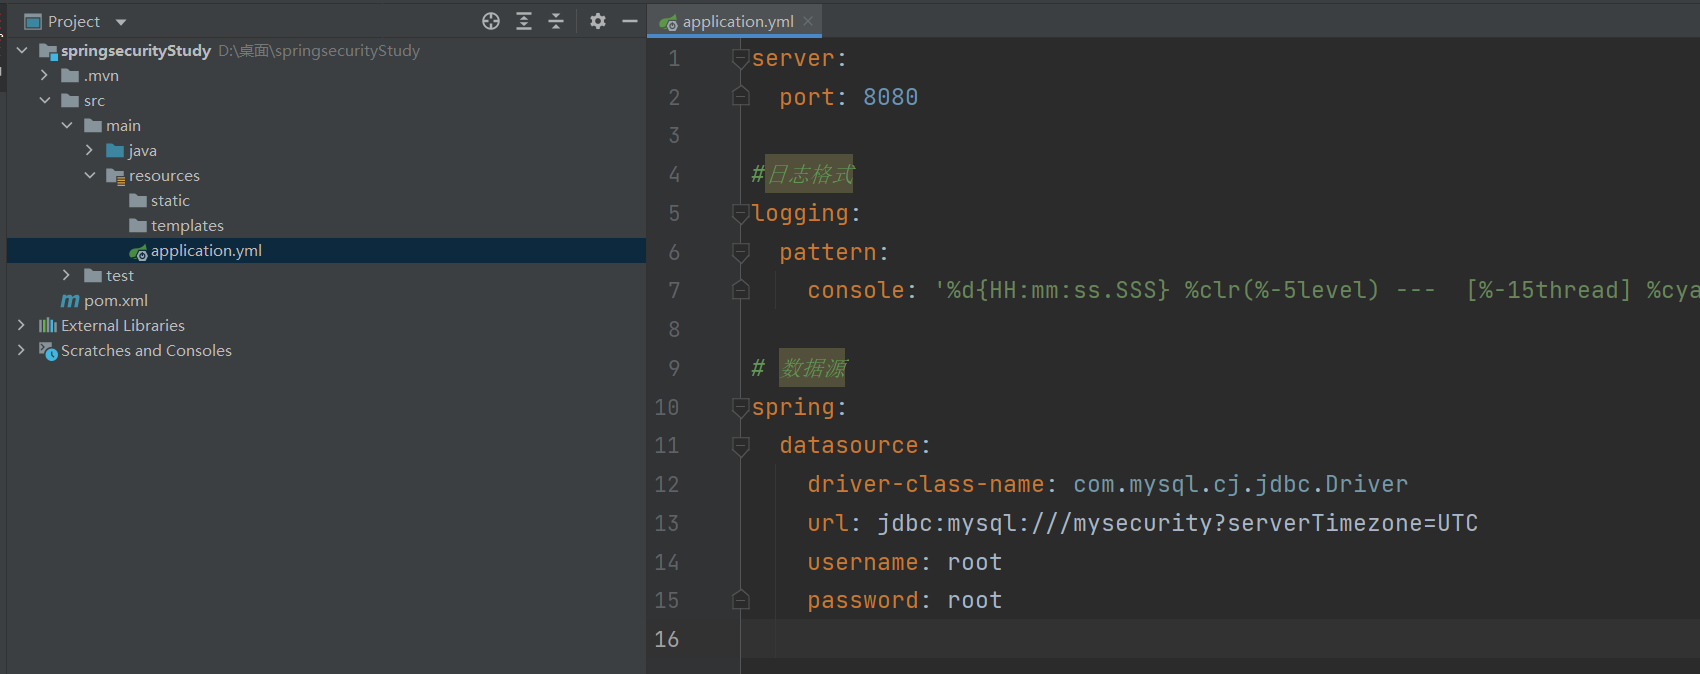 Project
springsecurityStudy D:\桌面\springsecurityStudy
.mvn
src
main
java
resources
static
templates
application.yml
test
pom.xml
External Libraries
Scratches and Consoles
application.yml
1 server:
2 port: 8080
3
4 #日志格式
5 logging:
6 pattern:
7 console: '%d{HH:mm:ss.SSS} %clr(%-5level) --- [%-15thread] %cya
8
9 # 数据源
10 spring:
11 datasource:
12 driver-class-name: com.mysql.cj.jdbc.Driver
13 url: jdbc:mysql:///mysecurity?serverTimezone=UTC
14 username: root
15 password: root
16